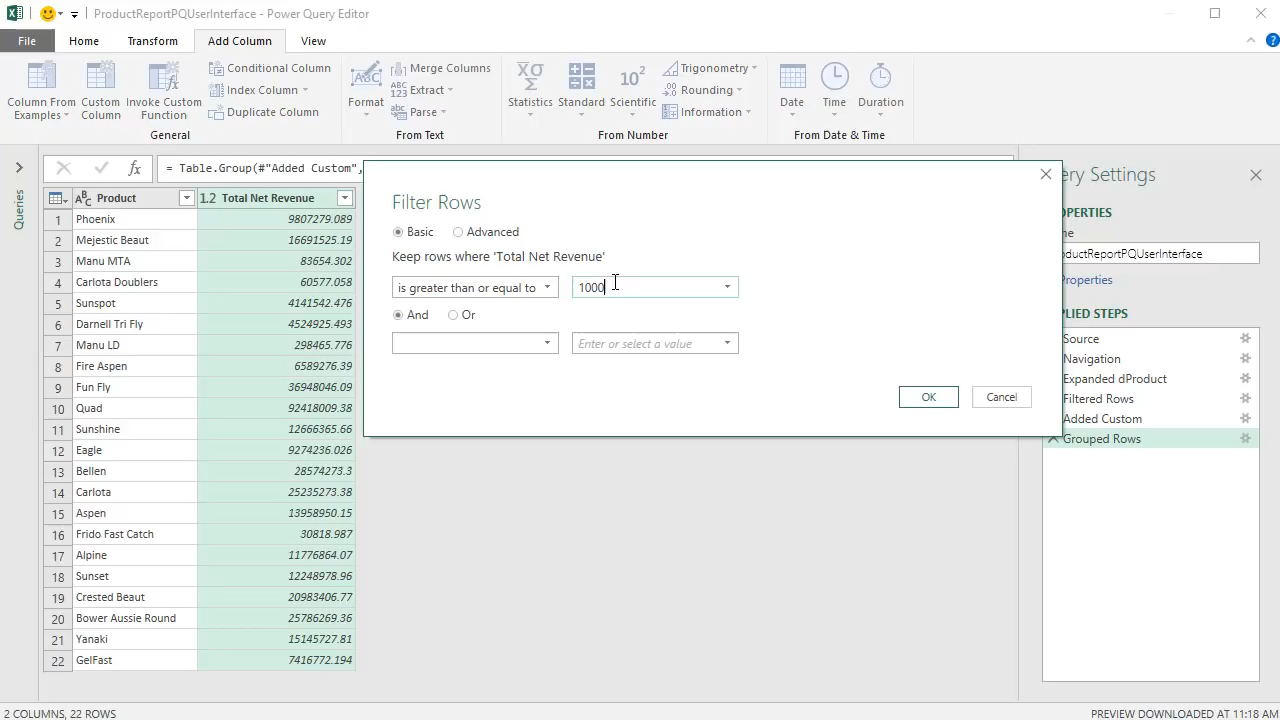 ProductReportPQUserInterface - Power Query Editor
File Home Transform Add Column View
Column From Examples
Custom Column
Invoke Custom Function
Conditional Column
Index Column
Duplicate Column
General
Format
Merge Columns
Extract
Parse
From Text
Statistics
Standard
Scientific
Trigonometry
Rounding
Information
From Number
Date
Time
Duration
From Date & Time
Queries
= Table.Group(#"Added Custom",
Product 1.2 Total Net Revenue
1 Phoenix 9807279.089
2 Mejestic Beaut 16691525.19
3 Manu MTA 83654.302
4 Carlota Doublers 60577.058
5 Sunspot 4141542.476
6 Darnell Tri Fly 4524925.493
7 Manu LD 298465.776
8 Fire Aspen 6589276.39
9 Fun Fly 36948046.09
10 Quad 92418009.38
11 Sunshine 12666365.66
12 Eagle 9274236.026
13 Bellen 28574273.3
14 Carlota 25235273.38
15 Aspen 13958950.15
16 Frido Fast Catch 30818.987
17 Alpine 11776864.07
18 Sunset 12248978.96
19 Crested Beaut 20983406.77
20 Bower Aussie Round 25786269.36
21 Yanaki 15145727.81
22 GelFast 7416772.194
Filter Rows
Basic Advanced
Keep rows where 'Total Net Revenue'
is greater than or equal to 1000
And Or
Enter or select a value
OK Cancel
ery Settings
OPERTIES
me
oductReportPQUserInterface
Properties
PLIED STEPS
Source
Navigation
Expanded dProduct
Filtered Rows
Added Custom
Grouped Rows
2 COLUMNS, 22 ROWS
PREVIEW DOWNLOADED AT 11:18 AM